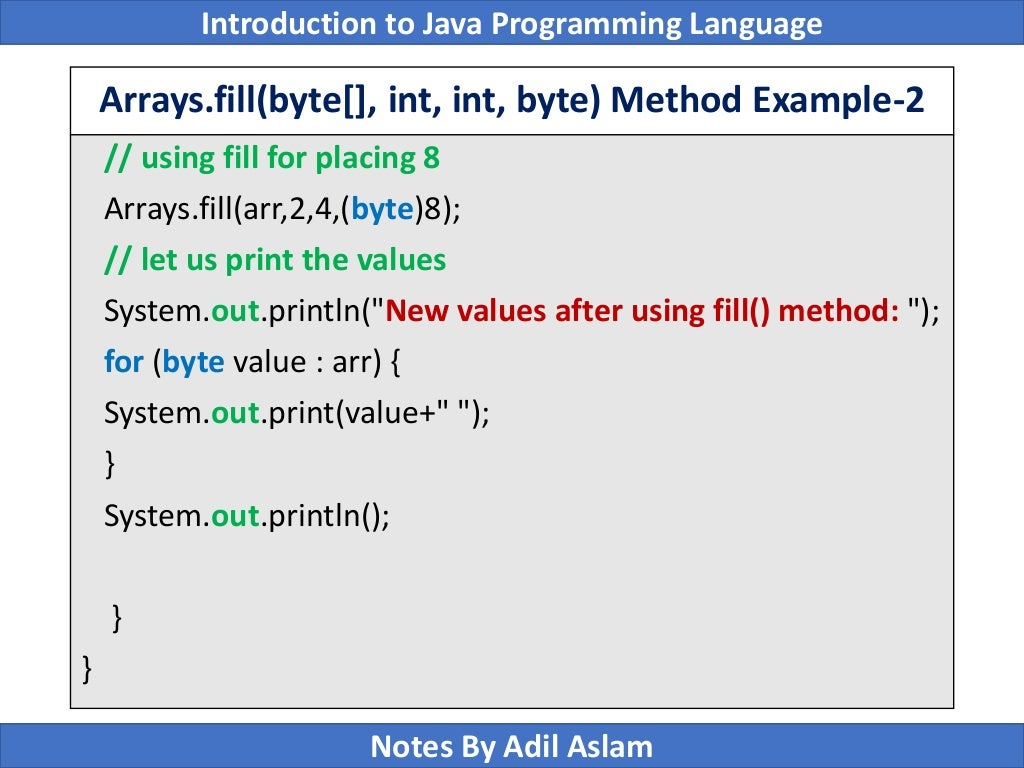 Introduction to Java Programming Language
Arrays.fill(byte[], int, int, byte) Method Example-2
// using fill for placing 8
Arrays.fill(arr,2,4,(byte)8);
// let us print the values
System.out.println("New values after using fill() method: ");
for (byte value : arr) {
System.out.print(value+" ");
}
System.out.println();
}
}
Notes By Adil Aslam